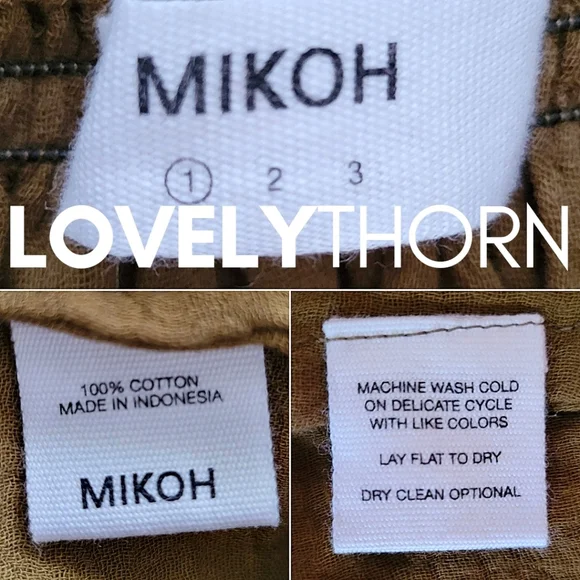 MIKOH
1 2 3
LOVELYTHORN
100% COTTON
MADE IN INDONESIA
MIKOH
MACHINE WASH COLD
ON DELICATE CYCLE
WITH LIKE COLORS
LAY FLAT TO DRY
DRY CLEAN OPTIONAL